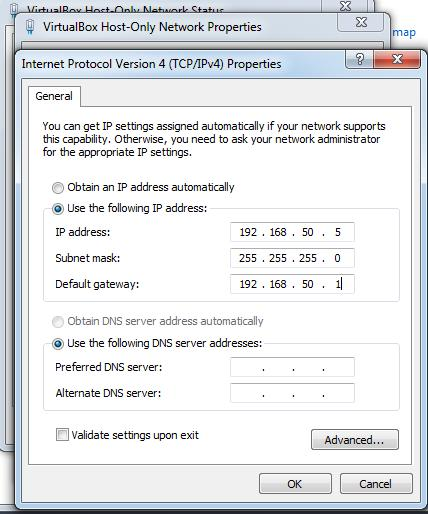 VirtualBox Host-Only Network Status
VirtualBox Host-Only Network Properties
map
Internet Protocol Version 4 (TCP/IPv4) Properties
General
You can get IP settings assigned automatically if your network supports
this capability. Otherwise, you need to ask your network administrator
for the appropriate IP settings.
Obtain an IP address automatically
Use the following IP address:
IP address: 192 . 168 . 50 . 5
Subnet mask: 255 . 255 . 255 . 0
Default gateway: 192 . 168 . 50 . 1
Obtain DNS server address automatically
Use the following DNS server addresses:
Preferred DNS server: . . .
Alternate DNS server: . . .
Validate settings upon exit
Advanced...
OK Cancel